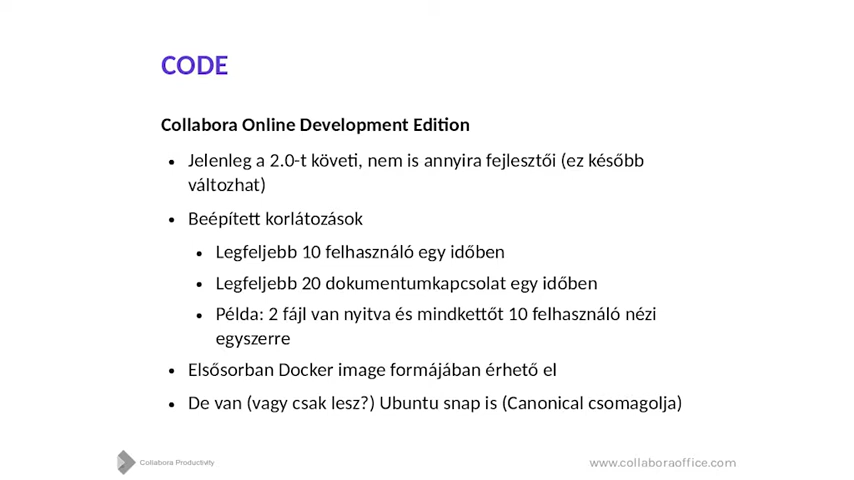 CODE
Collabora Online Development Edition
• Jelenleg a 2.0-t követi, nem is annyira fejlesztői (ez később
változhat)
• Beépített korlátozások
• Legfeljebb 10 felhasználó egy időben
• Legfeljebb 20 dokumentumkapcsolat egy időben
• Példa: 2 fájl van nyitva és mindkettőt 10 felhasználó nézi
egyszerre
• Elsősorban Docker image formájában érhető el
• De van (vagy csak lesz?) Ubuntu snap is (Canonical csomagolja)
Collabora Productivity
www.collaboraoffice.com